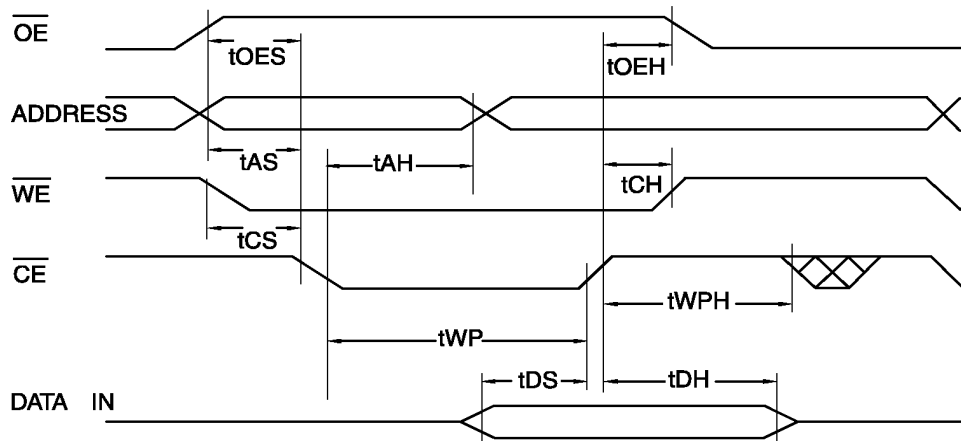 OE
tOES
tOEH
ADDRESS
tAS
tAH
WE
tCH
tCS
CE
tWPH
tWP
tDS
tDH
DATA IN